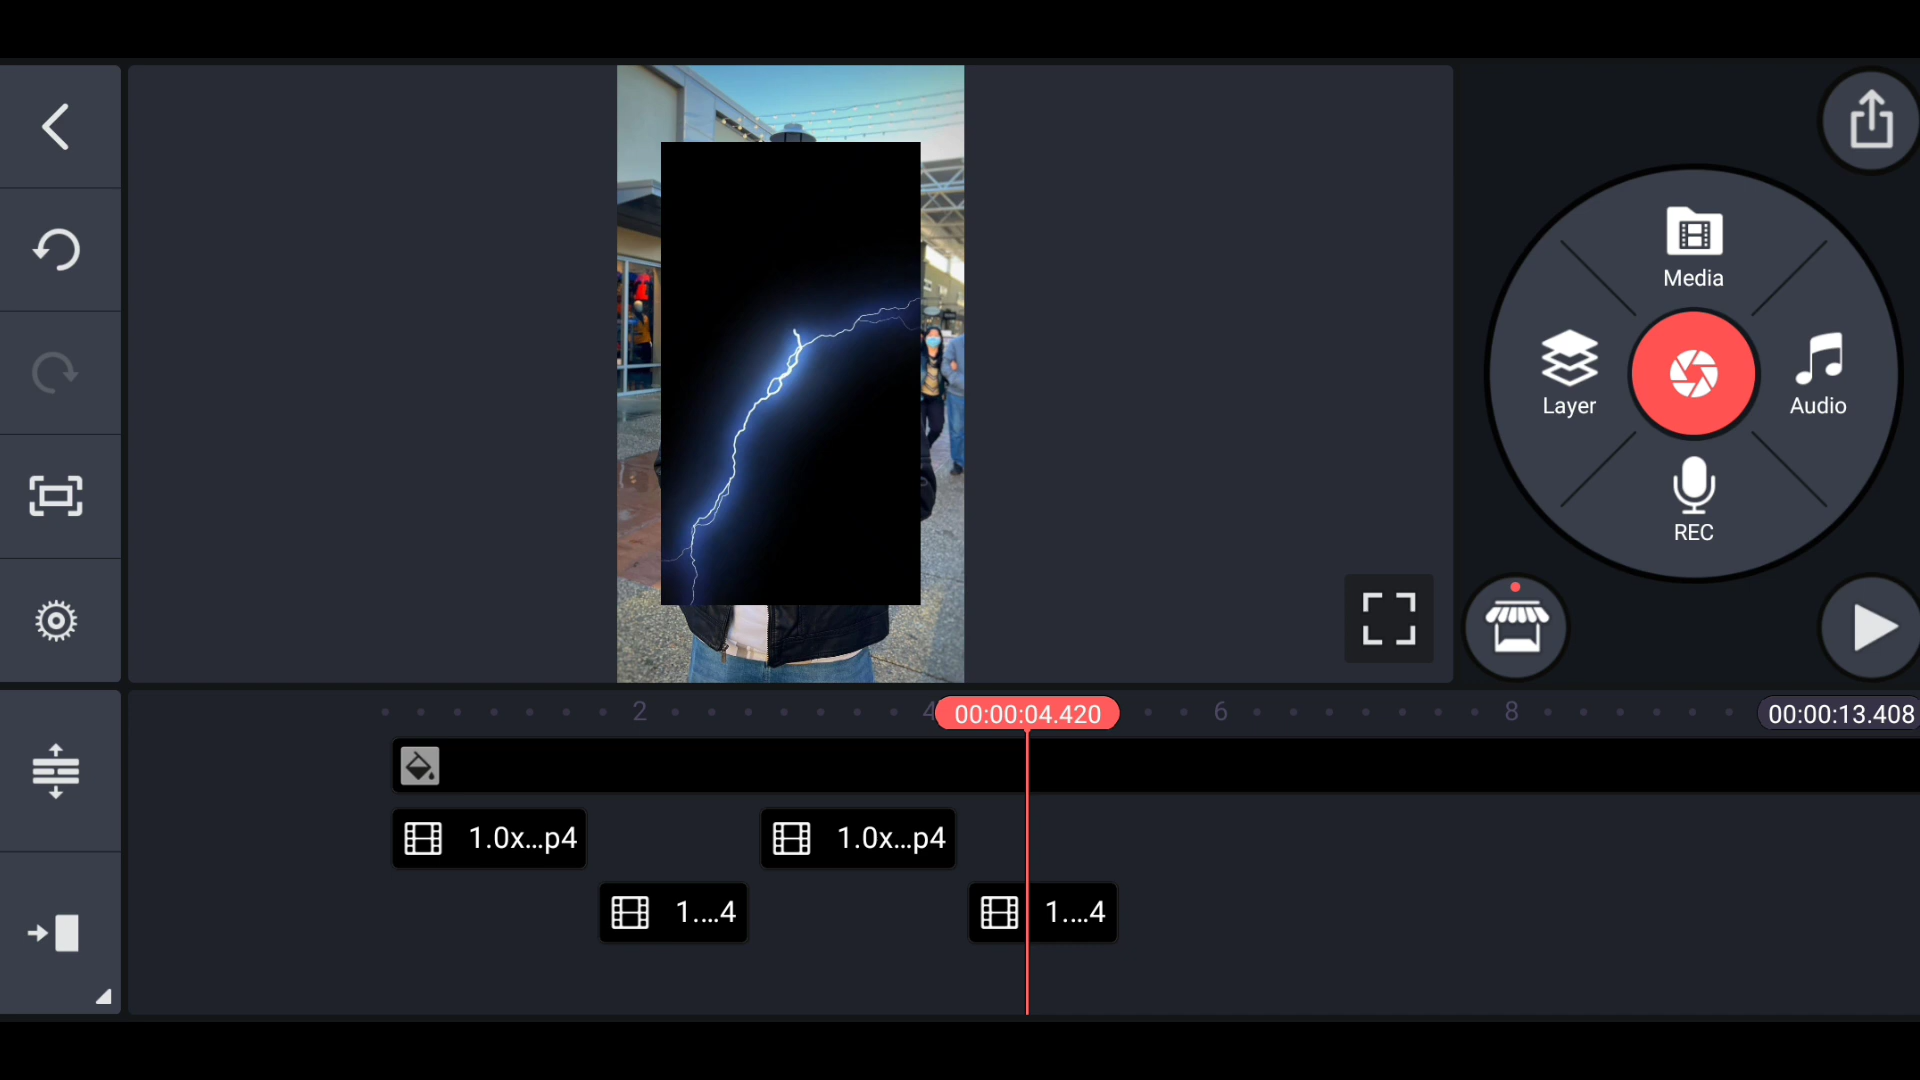 Media
Layer
Audio
REC
2
4
00:00:04.420
6
8
00:00:13.408
1.0x...p4
1.0x...p4
1....4
1....4